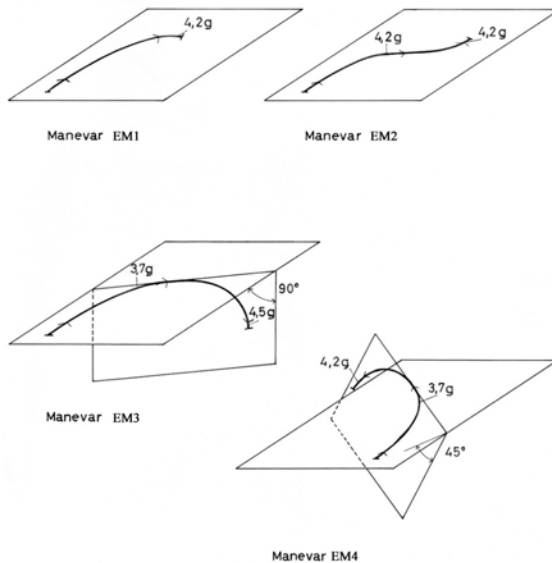 4,2g
4,2g
4,2g
Manevar EM1
Manevar EM2
3,7g
90°
4,5g
4,2g
3,7g
45°
Manevar EM3
Manevar EM4